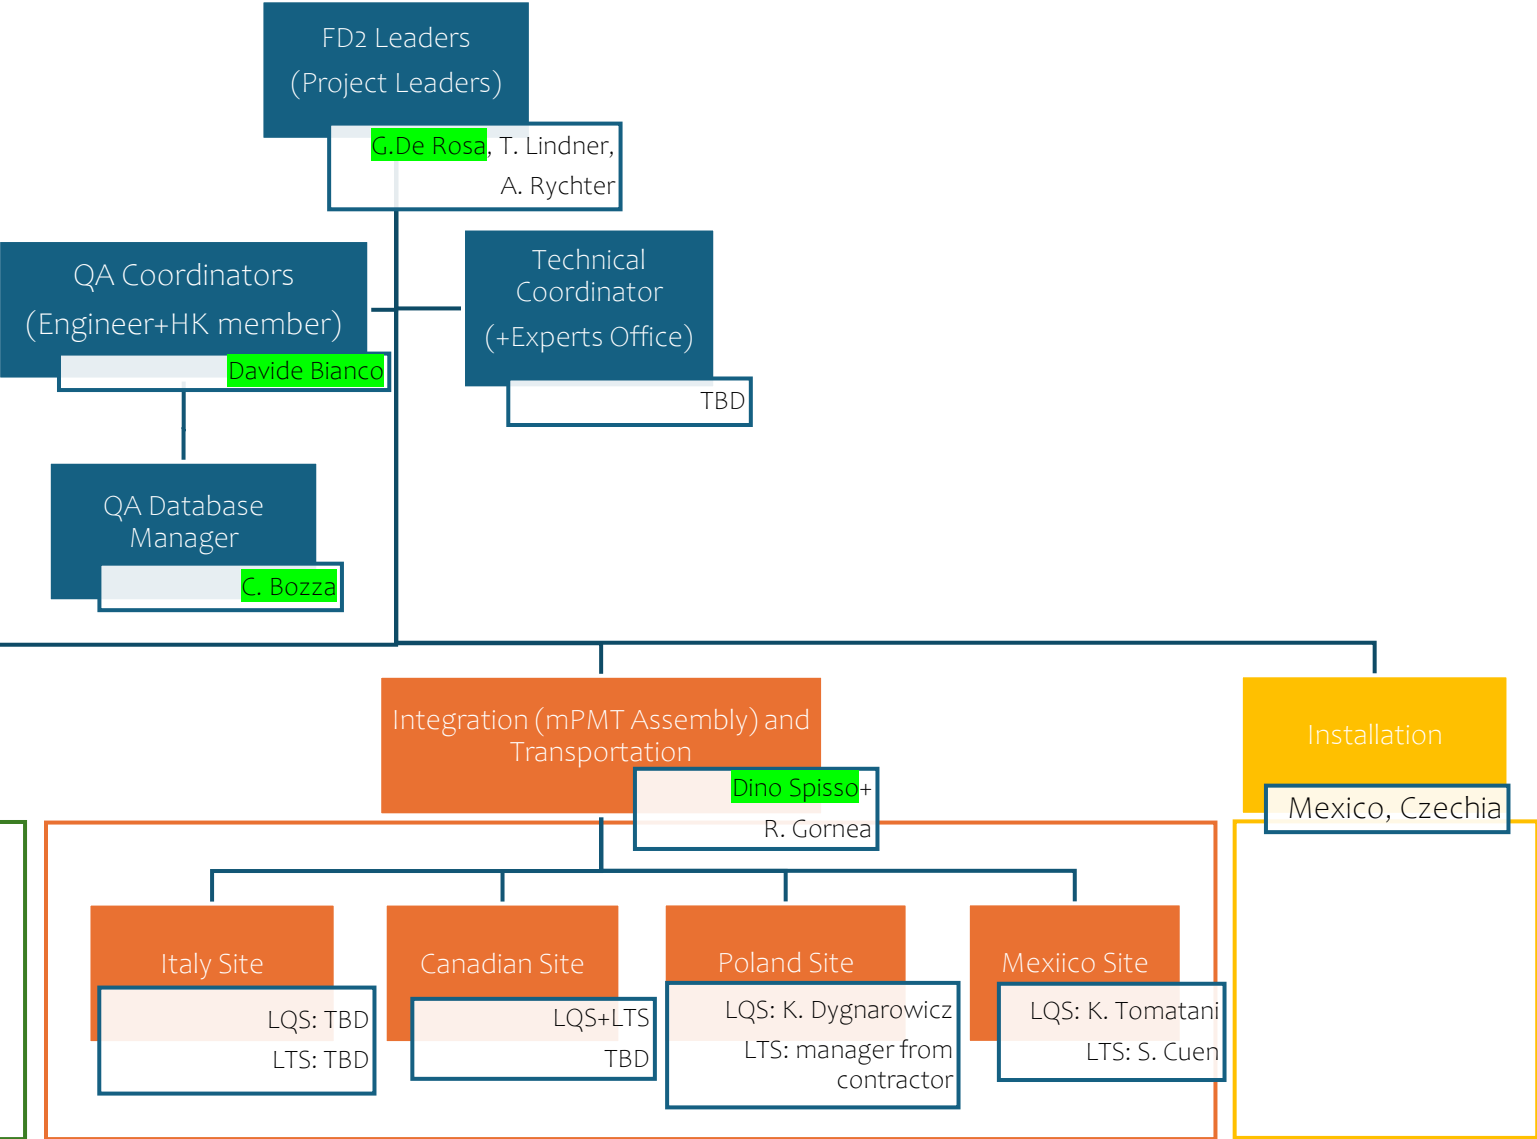 FD2 Leaders
(Project Leaders)
G.De Rosa, T. Lindner,
A. Rychter
QA Coordinators
(Engineer+HK member)
Davide Bianco
Technical
Coordinator
(+Experts Office)
TBD
QA Database
Manager
C. Bozza
Integration (mPMT Assembly) and
Transportation
Dino Spisso+
R. Gornea
Installation
Mexico, Czechia
Italy Site
LQS: TBD
LTS: TBD
Canadian Site
LQS+LTS
TBD
Poland Site
LQS: K. Dygnarowicz
LTS: manager from
contractor
Mexiico Site
LQS: K. Tomatani
LTS: S. Cuen